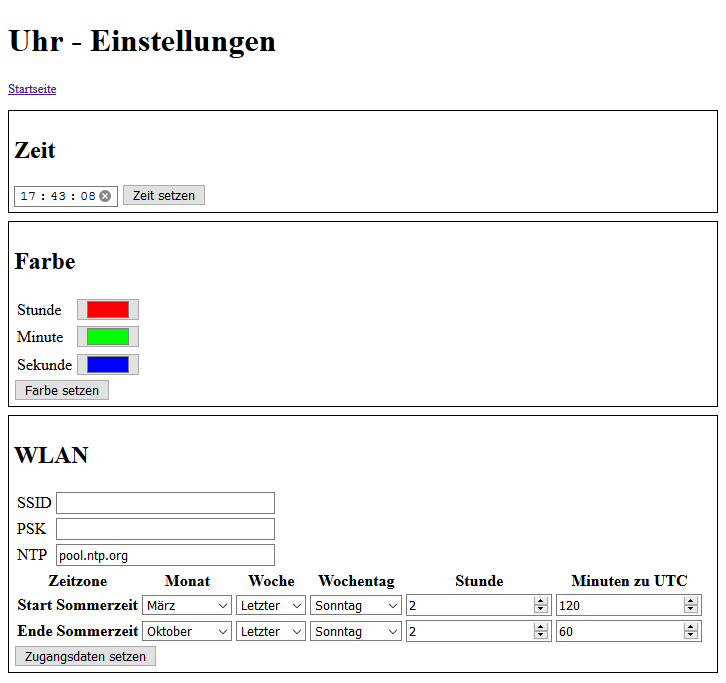 Uhr - Einstellungen
Startseite
Zeit
17 : 43 : 08 Zeit setzen
Farbe
Stunde
Minute
Sekunde
Farbe setzen
WLAN
SSID
PSK
NTP pool.ntp.org
Zeitzone Monat Woche Wochentag Stunde Minuten zu UTC
Start Sommerzeit März Letzter Sonntag 2 120
Ende Sommerzeit Oktober Letzter Sonntag 2 60
Zugangsdaten setzen